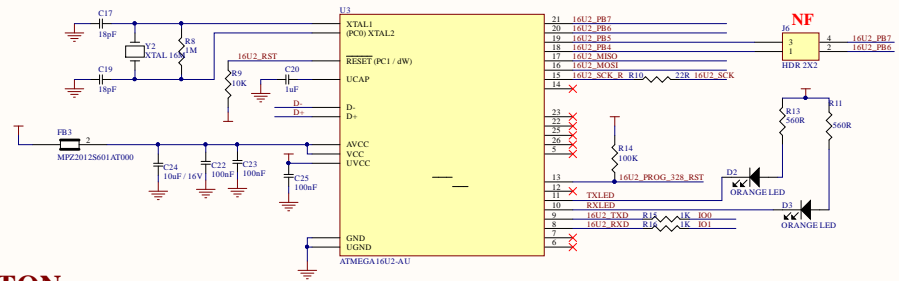 U3
C17
18pF
Y2
XTAL 16M
R8
1M
C19
18pF
16U2_RST
R9
10K
C20
1uF
D-
D+
FB3
2
MPZ2012S601AT000
C24
10uF / 16V
C22
100nF
C23
100nF
C25
100nF
XTAL1
(PC0) XTAL2
RESET (PC1 / dW)
UCAP
D-
D+
AVCC
VCC
UVCC
GND
UGND
ATMEGA16U2-AU
21 16U2_PB7
20 16U2_PB6
19 16U2_PB5
18 16U2_PB4
17 16U2_MISO
16 16U2_MOSI
15 16U2_SCK_R R10 22R 16U2_SCK
14
23
22
25
26
5
R14
100K
13 16U2_PROG_328_RST
12
11 TXLED
10 RXLED
9 16U2_TXD R15 1K IO0
8 16U2_RXD R16 1K IO1
7
6
NF
J6
3 4 16U2_PB7
1 2 16U2_PB6
HDR 2X2
R13
560R
R11
560R
D2
ORANGE LED
D3
ORANGE LED